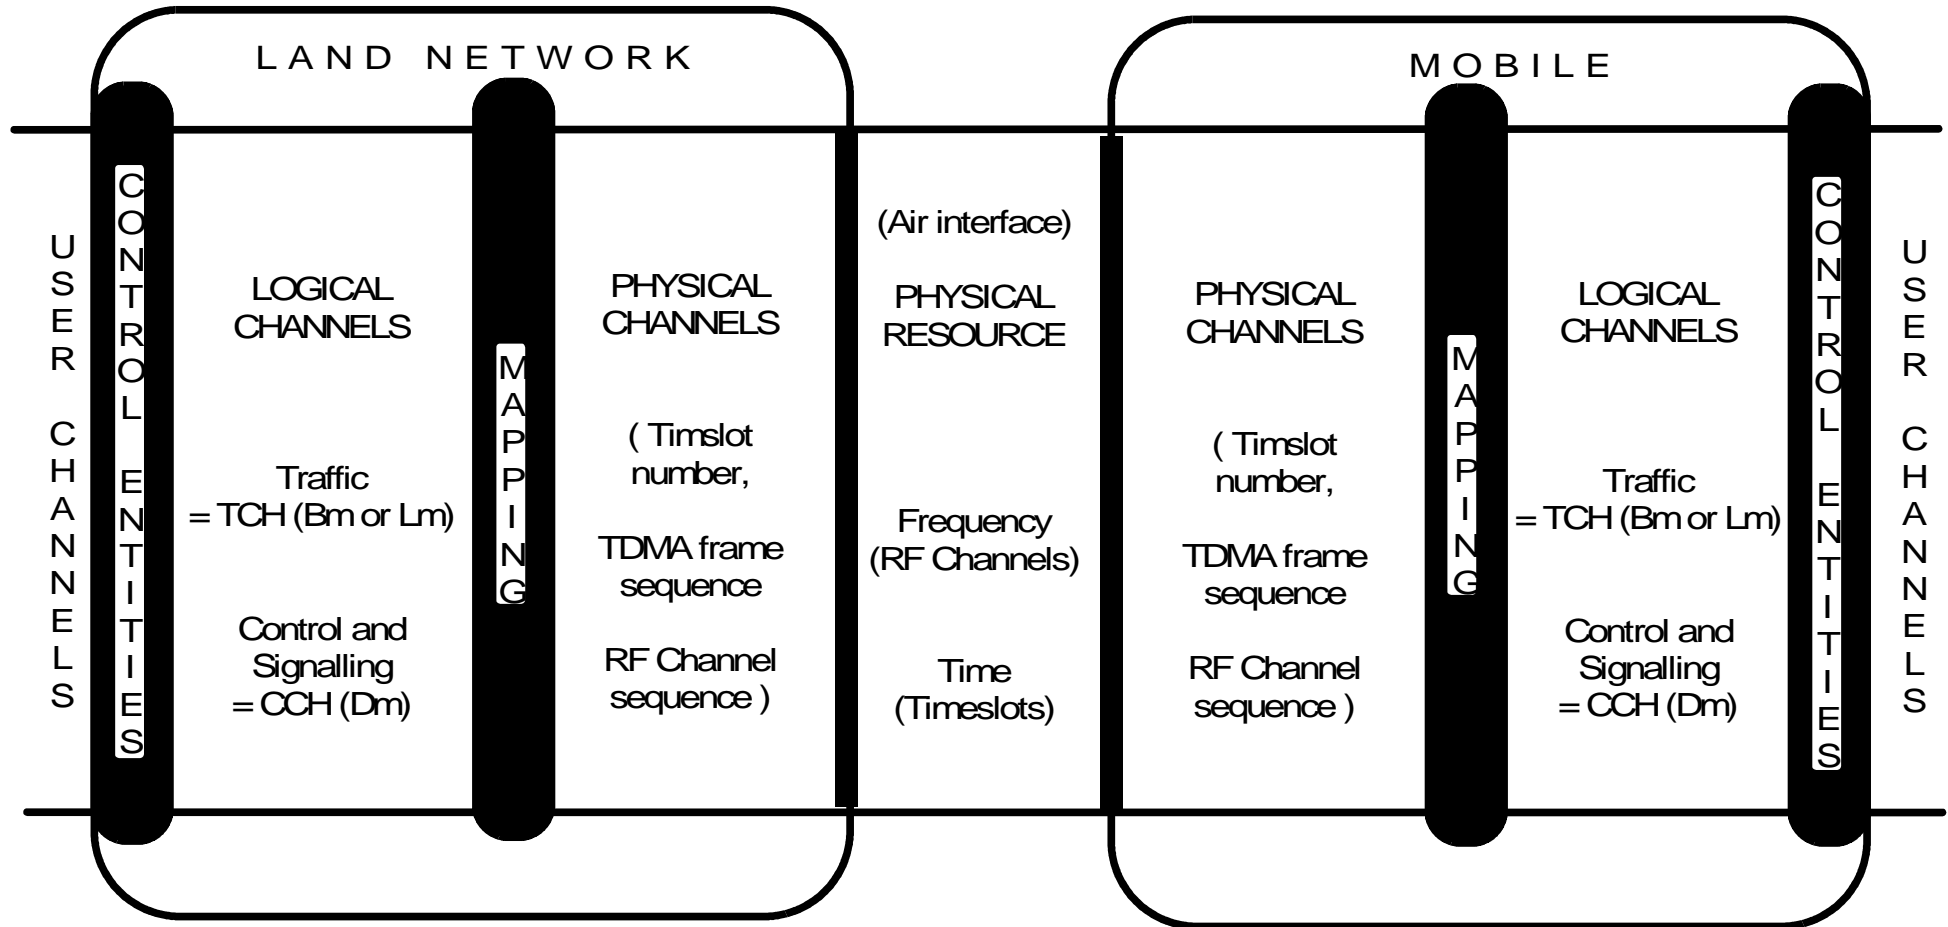 LAND NETWORK
MOBILE
USER CHANNELS
CONTROL ENTITIES
LOGICAL
CHANNELS
Traffic
= TCH (Bm or Lm)
Control and
Signalling
= CCH (Dm)
MAPPING
PHYSICAL
CHANNELS
( Timslot
number,
TDMA frame
sequence
RF Channel
sequence )
(Air interface)
PHYSICAL
RESOURCE
Frequency
(RF Channels)
Time
(Timeslots)
PHYSICAL
CHANNELS
( Timslot
number,
TDMA frame
sequence
RF Channel
sequence )
MAPPING
LOGICAL
CHANNELS
Traffic
= TCH (Bm or Lm)
Control and
Signalling
= CCH (Dm)
CONTROL ENTITIES
USER CHANNELS